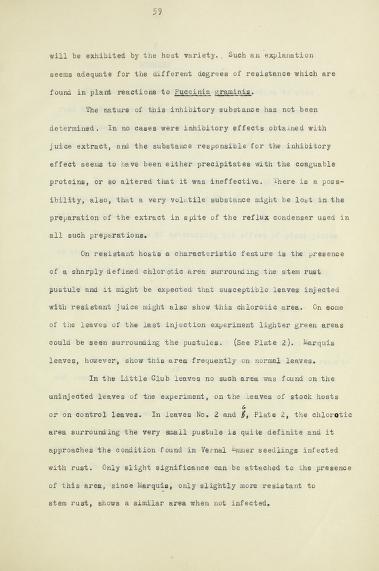 59
will be exhibited by the host variety. Such an explanation
seems adequate for the different degrees of resistance which are
found in plant reactions to Puccinia graminis.
The nature of this inhibitory substance has not been
determined. In no cases were inhibitory effects obtained with
juice extract, and the substance responsible for the inhibitory
effect seems to have been either precipitates with the coaguable
proteins, or so altered that it was ineffective. There is a poss-
ibility, also, that a very volatile substance might be lost in the
preparation of the extract in spite of the reflux condenser used in
all such preparations.
On resistant hosts a characteristic feature is the presence
of a sharply defined chlorotic area surrounding the stem rust
pustule and it might be expected that susceptible leaves injected
with resistant juice might also show this chlorotic area. On some
of the leaves of the last injection experiment lighter green areas
could be seen surrounding the pustules. (See Plate 2). Marquis
leaves, however, show this area frequently on normal leaves.
In the Little Club leaves no such area was found on the
uninjected leaves of the experiment, on the leaves of stock hosts
or on control leaves. In leaves No. 2 and 6, Plate 2, the chlorotic
area surrounding the very small pustule is quite definite and it
approaches the condition found in Vernal Emmer seedlings infected
with rust. Only slight significance can be attached to the presence
of this area, since Marquis, only slightly more resistant to
stem rust, shows a similar area when not infected.